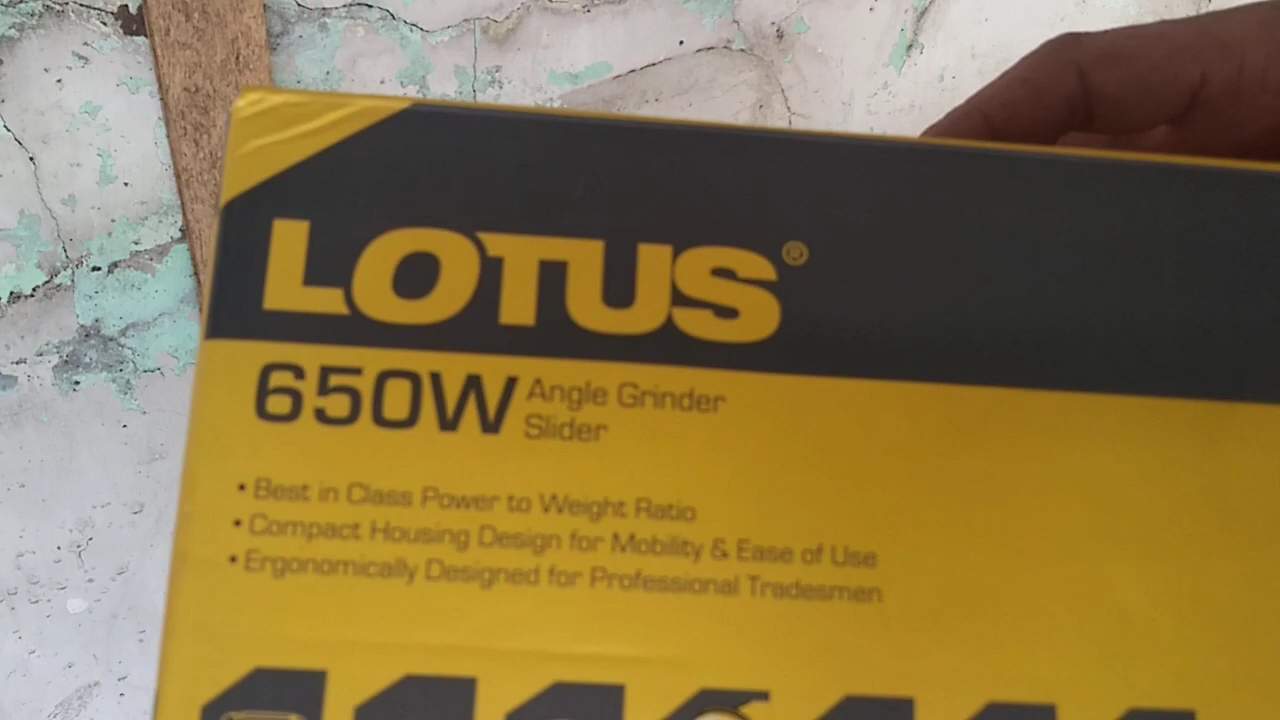 LOTUS®
650W Angle Grinder
Slider
• Best in Class Power to Weight Ratio
• Compact Housing Design for Mobility & Ease of Use
• Ergonomically Designed for Professional Tradesmen